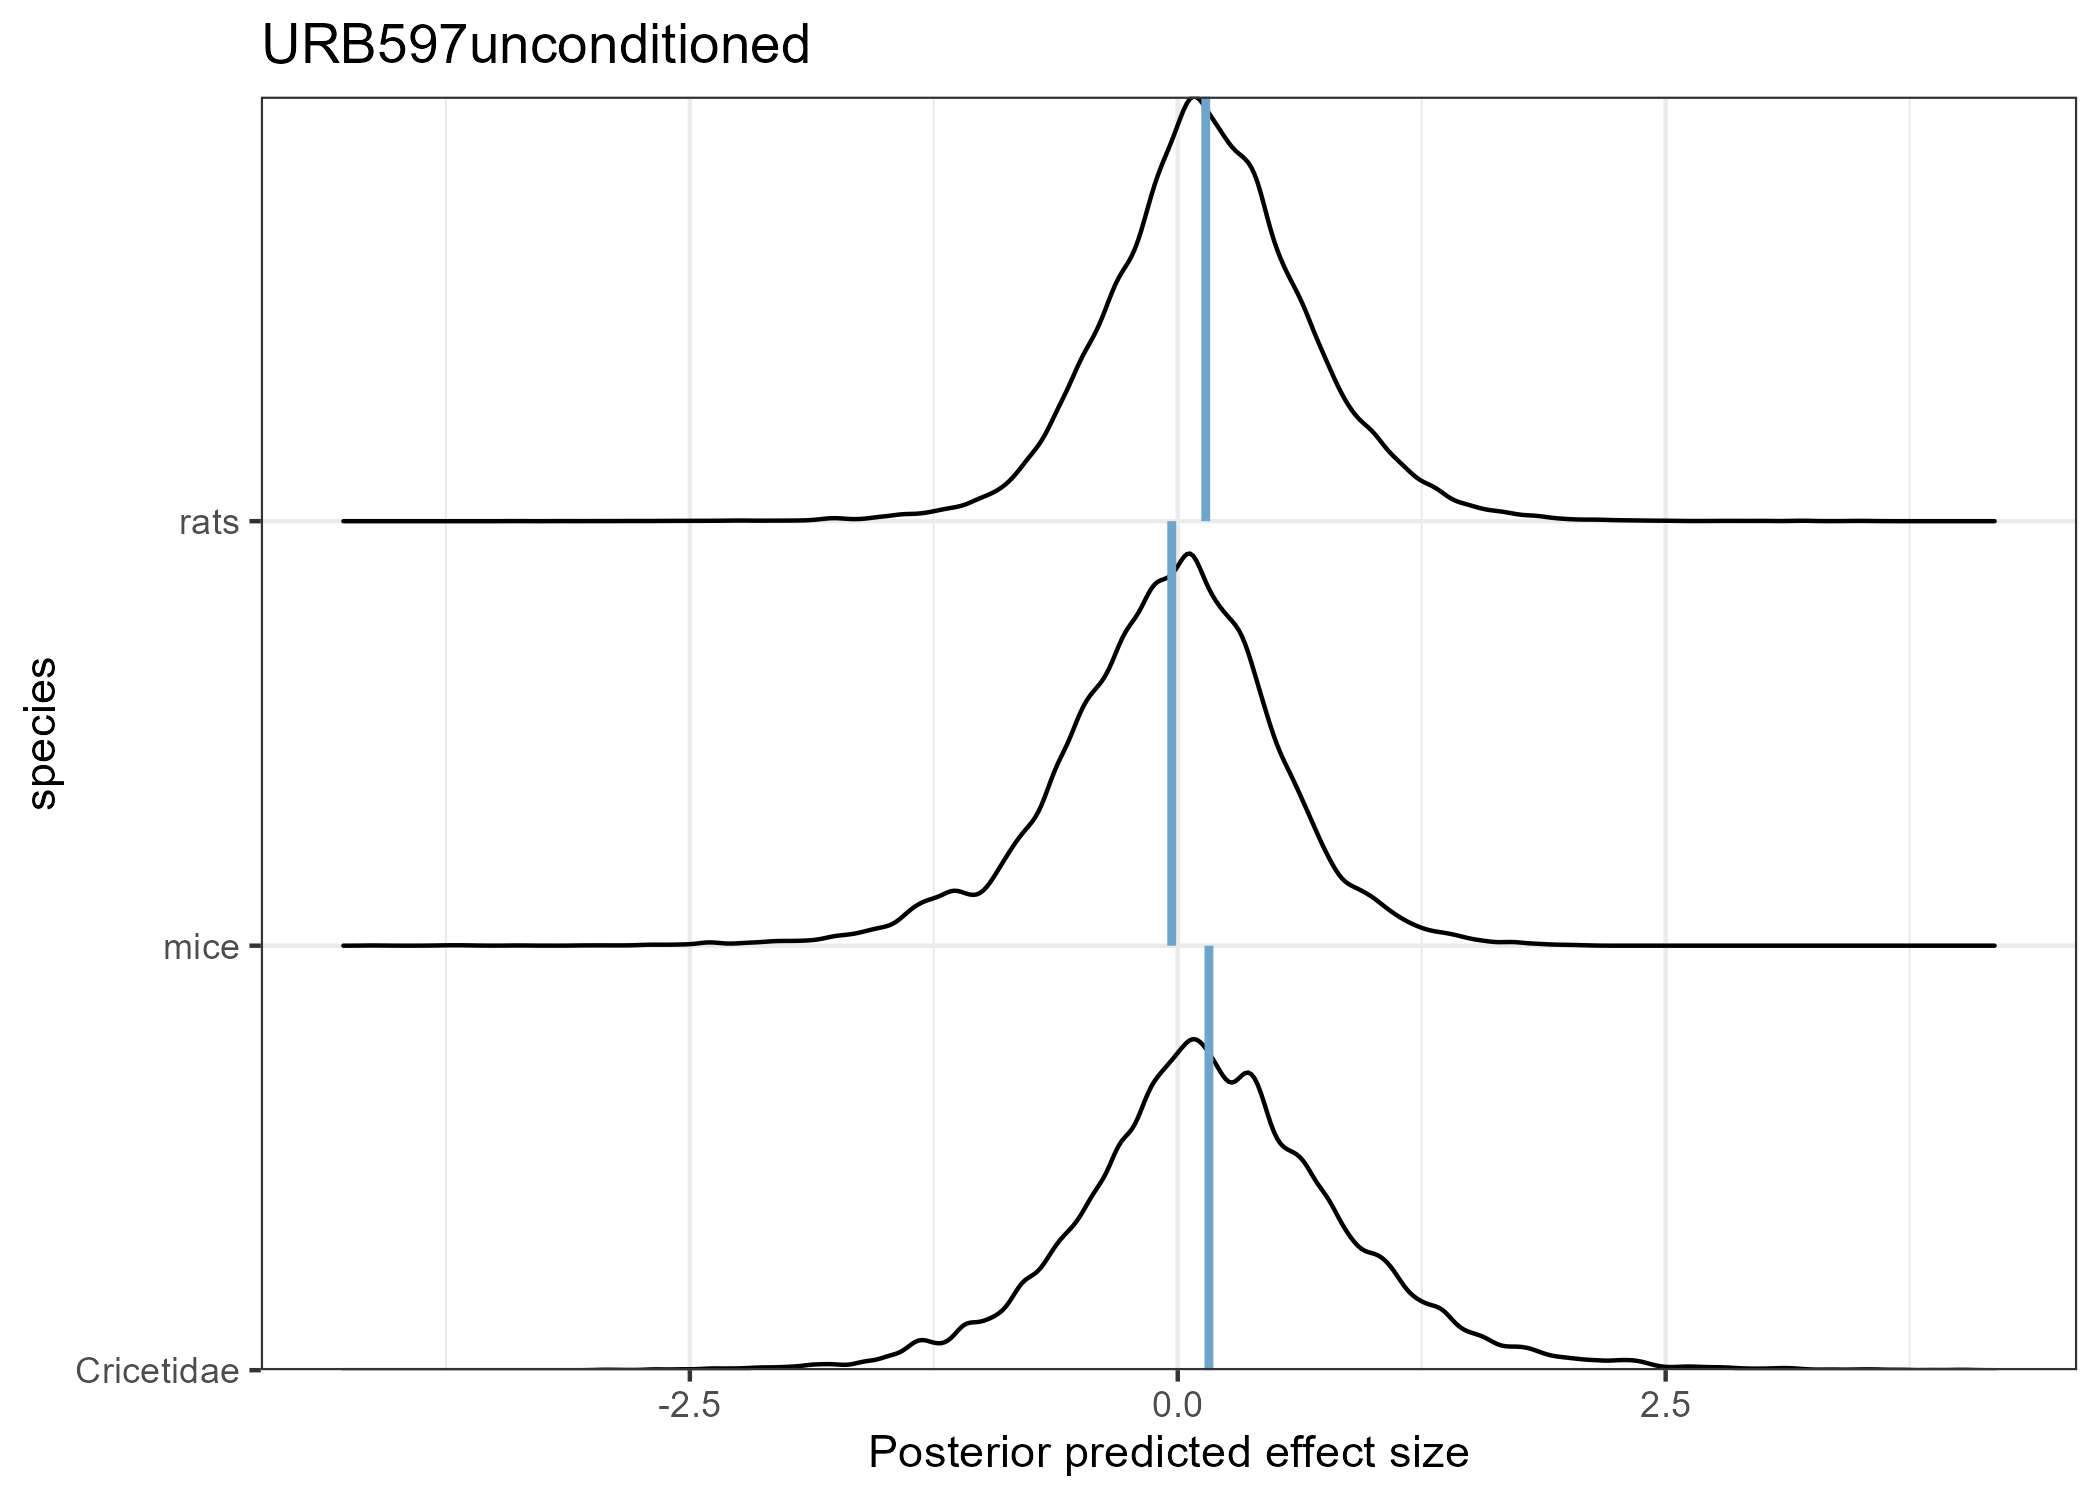 URB597unconditioned
species
rats
mice
Cricetidae
-2.5
0.0
2.5
Posterior predicted effect size